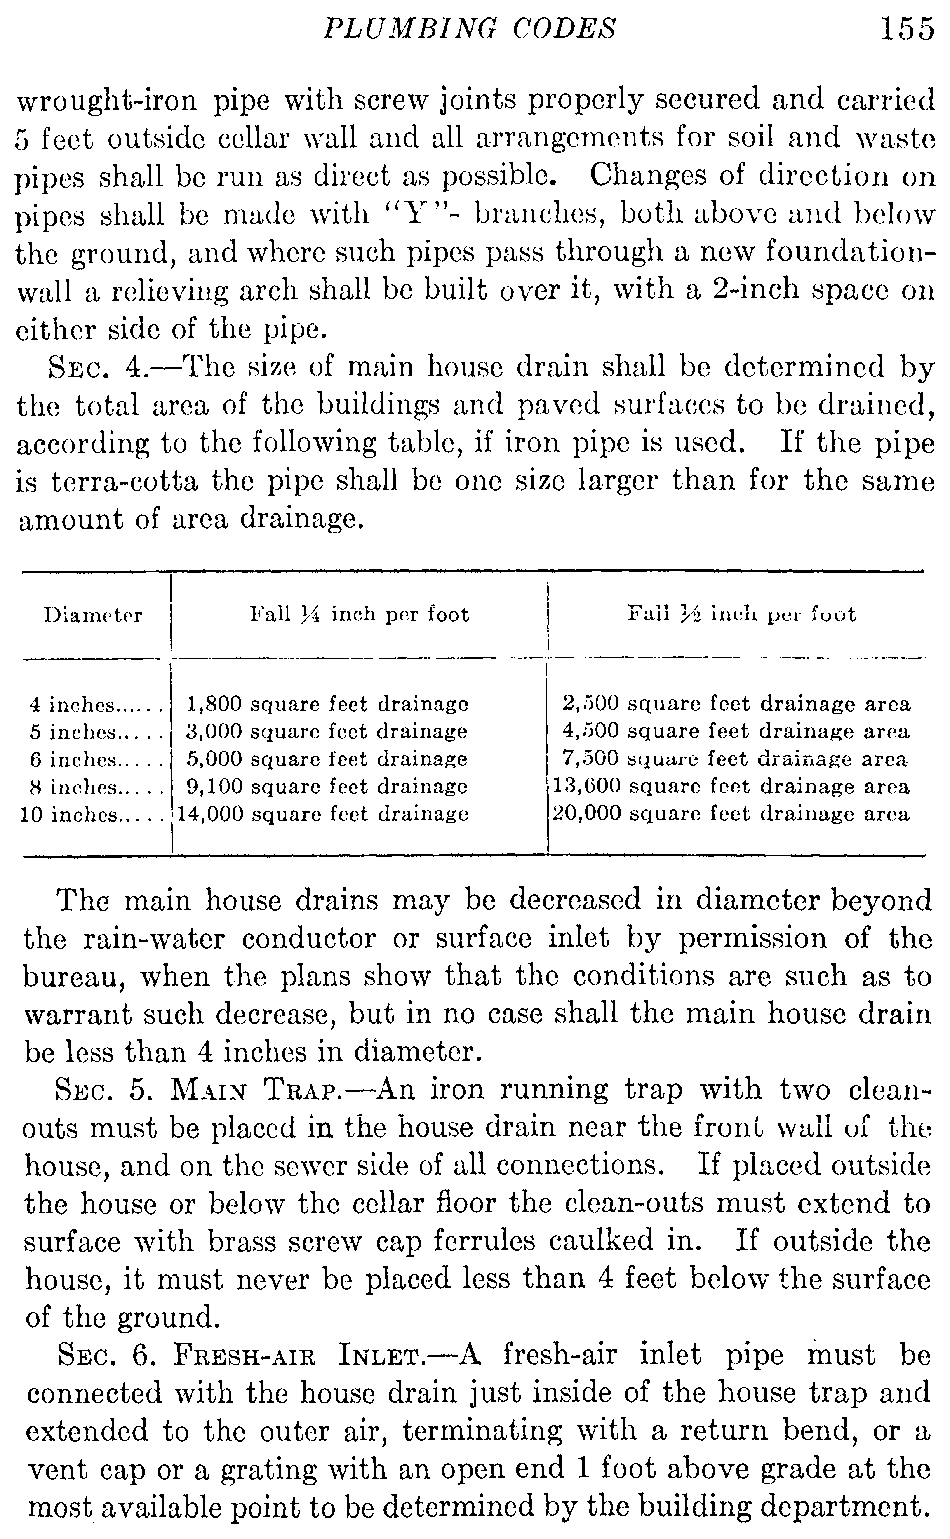 PLUMBING CODES 155
wrought-iron pipe with screw joints properly secured and carried
5 feet outside cellar wall and all arrangements for soil and waste
pipes shall be run as direct as possible. Changes of direction on
pipes shall be made with "Y"- branches, both above and below
the ground, and where such pipes pass through a new foundation-
wall a relieving arch shall be built over it, with a 2-inch space on
either side of the pipe.
SEC. 4.—The size of main house drain shall be determined by
the total area of the buildings and paved surfaces to be drained,
according to the following table, if iron pipe is used. If the pipe
is terra-cotta the pipe shall be one size larger than for the same
amount of area drainage.
Diameter Fall ¼ inch per foot Fall ½ inch per foot
4 inches...... 1,800 square feet drainage 2,500 square feet drainage area
5 inches..... 3,000 square feet drainage 4,500 square feet drainage area
6 inches..... 5,000 square feet drainage 7,500 square feet drainage area
8 inches..... 9,100 square feet drainage 13,600 square feet drainage area
10 inches..... 14,000 square feet drainage 20,000 square feet drainage area
The main house drains may be decreased in diameter beyond
the rain-water conductor or surface inlet by permission of the
bureau, when the plans show that the conditions are such as to
warrant such decrease, but in no case shall the main house drain
be less than 4 inches in diameter.
SEC. 5. MAIN TRAP.—An iron running trap with two clean-
outs must be placed in the house drain near the front wall of the
house, and on the sewer side of all connections. If placed outside
the house or below the cellar floor the clean-outs must extend to
surface with brass screw cap ferrules caulked in. If outside the
house, it must never be placed less than 4 feet below the surface
of the ground.
SEC. 6. FRESH-AIR INLET.—A fresh-air inlet pipe must be
connected with the house drain just inside of the house trap and
extended to the outer air, terminating with a return bend, or a
vent cap or a grating with an open end 1 foot above grade at the
most available point to be determined by the building department.